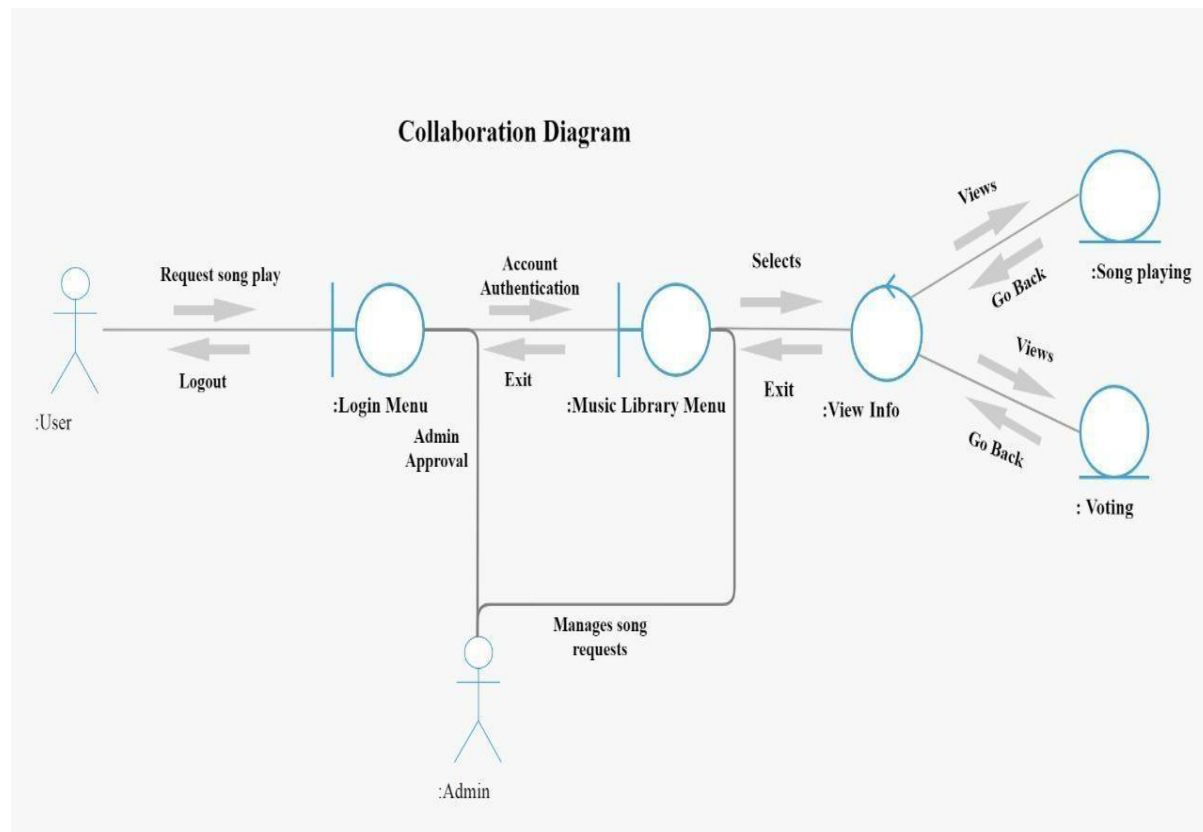 Collaboration Diagram
Views
:Song playing
Go Back
Selects
Account
Authentication
Request song play
Logout
Exit
Exit
Views
Go Back
:User
:Login Menu
:Music Library Menu
:View Info
Admin
Approval
: Voting
Manages song
requests
:Admin